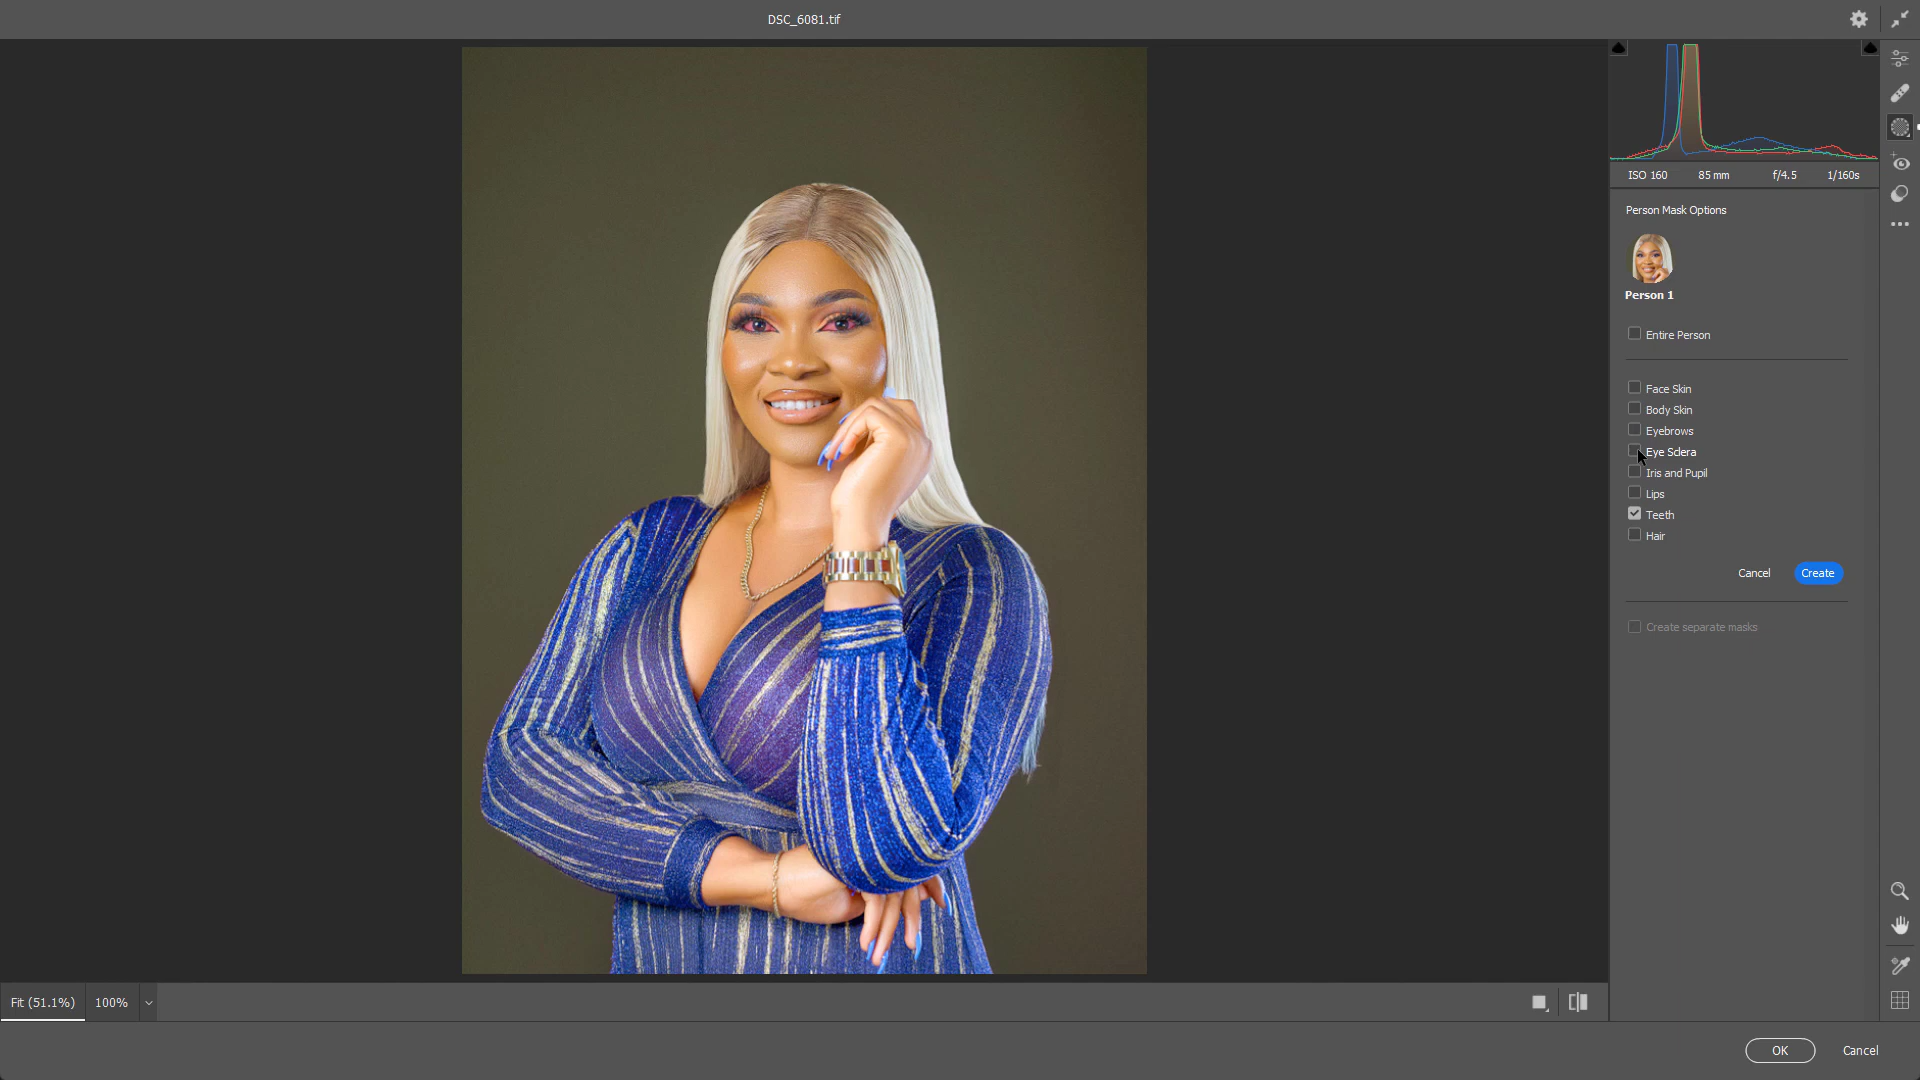 DSC_6081.tif
ISO 160 85 mm f/4.5 1/160s
Person Mask Options
Person 1
Entire Person
Face Skin
Body Skin
Eyebrows
Eye Sclera
Iris and Pupil
Lips
Teeth
Hair
Cancel Create
Create separate masks
Fit (51.1%) 100%
OK Cancel